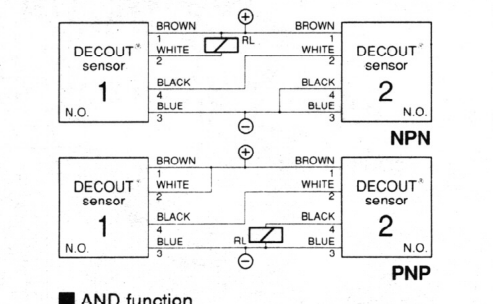 ⊕
BROWN BROWN
1 RL 1
DECOUT® WHITE WHITE DECOUT®
sensor 2 2 sensor
1 BLACK BLACK 2
4 4
N.O. BLUE BLUE N.O.
3 ⊖ 3
NPN
⊕
BROWN BROWN
1 1
DECOUT® WHITE WHITE DECOUT®
sensor 2 2 sensor
1 BLACK BLACK 2
4 4
N.O. BLUE RL BLUE N.O.
3 ⊖ 3
PNP
■ AND function